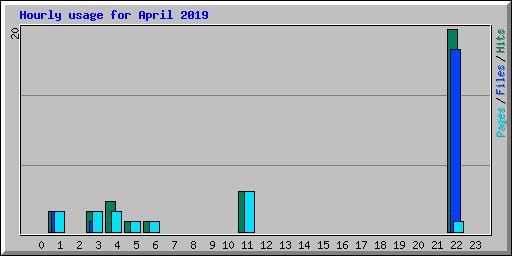 Hourly usage for April 2019
20
Pages/Files/Hits
0 1 2 3 4 5 6 7 8 9 10 11 12 13 14 15 16 17 18 19 20 21 22 23